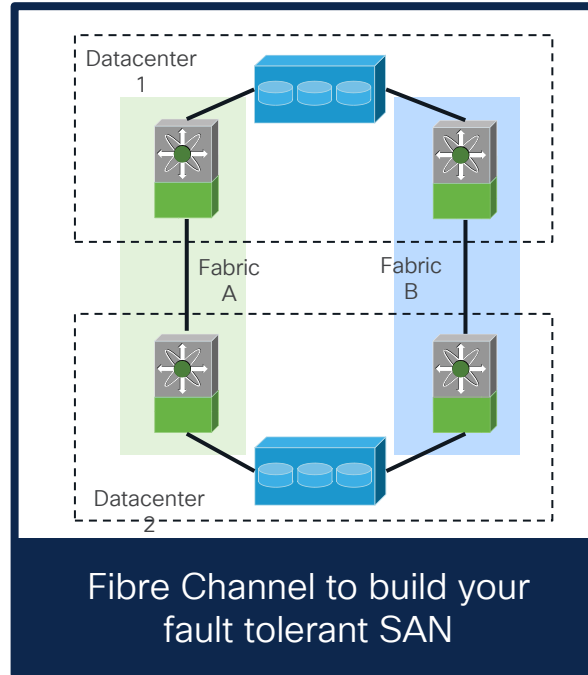 Datacenter
1
Fabric
A
Fabric
B
Datacenter
2
Fibre Channel to build your
fault tolerant SAN